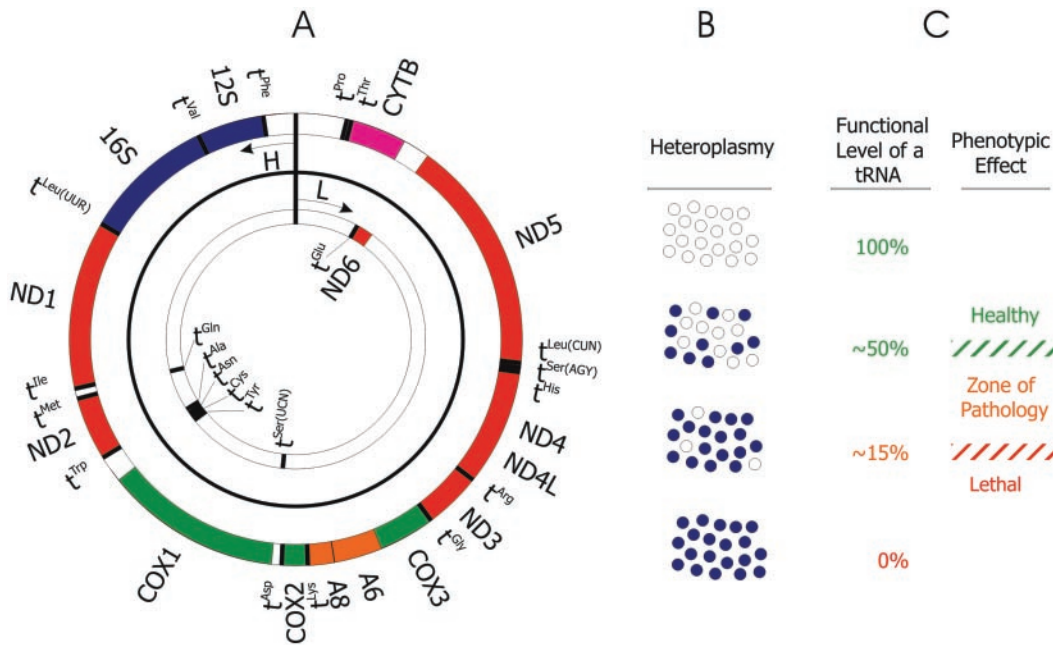 A
B
C
12S
t^Phe
t^Val
16S
t^Leu(UUR)
ND1
t^Ile
t^Met
ND2
t^Trp
COX1
t^Asp
COX2
t^Lys
A8
A6
COX3
t^Gly
ND3
t^Arg
ND4L
ND4
t^His
t^Ser(AGY)
t^Leu(CUN)
ND5
CYTB
t^Thr
t^Pro
H
L
t^Glu
ND6
t^Gln
t^Ala
t^Asn
t^Cys
t^Tyr
t^Ser(UCN)
Heteroplasmy
Functional
Level of a
tRNA
Phenotypic
Effect
100%
~50%
~15%
0%
Healthy
Zone of
Pathology
Lethal